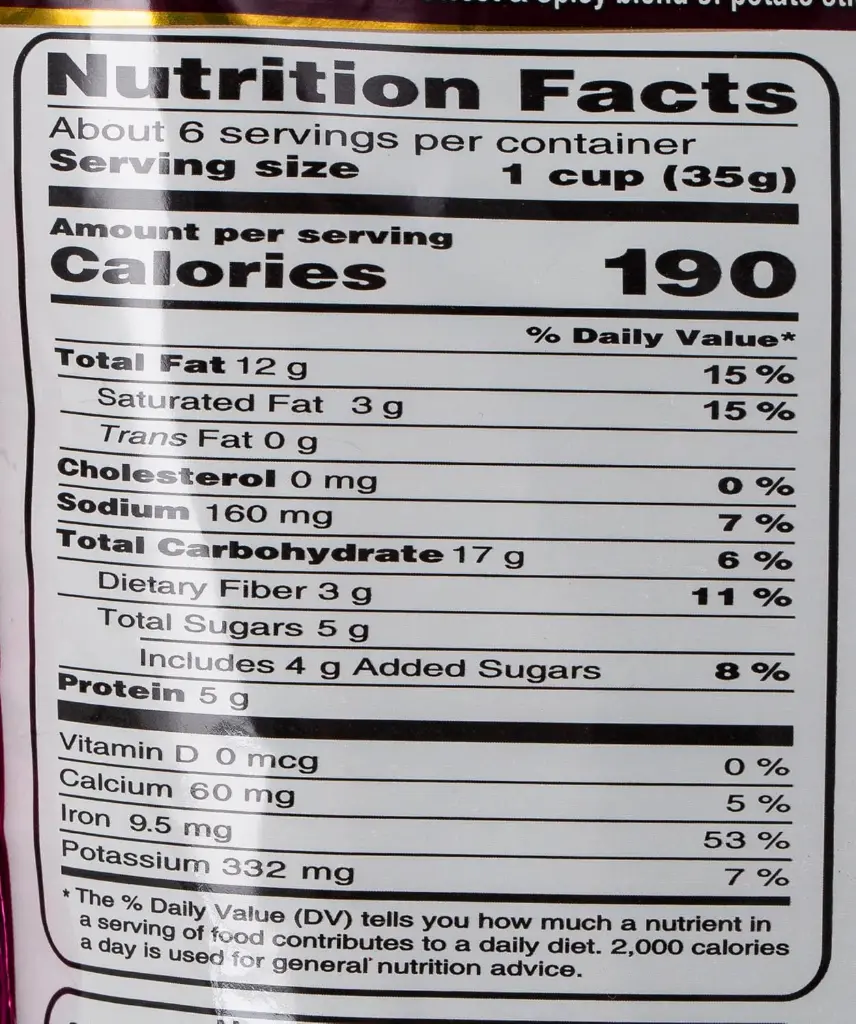 spicy blend of potato
Nutrition Facts
About 6 servings per container
Serving size 1 cup (35g)
Amount per serving
Calories 190
% Daily Value*
Total Fat 12 g 15 %
Saturated Fat 3 g 15 %
Trans Fat 0 g
Cholesterol 0 mg 0 %
Sodium 160 mg 7 %
Total Carbohydrate 17 g 6 %
Dietary Fiber 3 g 11 %
Total Sugars 5 g
Includes 4 g Added Sugars 8 %
Protein 5 g
Vitamin D 0 mcg 0 %
Calcium 60 mg 5 %
Iron 9.5 mg 53 %
Potassium 332 mg 7 %
* The % Daily Value (DV) tells you how much a nutrient in
a serving of food contributes to a daily diet. 2,000 calories
a day is used for general nutrition advice.